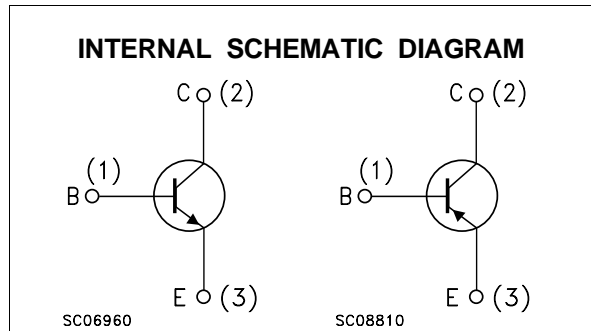 INTERNAL SCHEMATIC DIAGRAM
C (2) C (2)
(1) (1)
B B
E (3) E (3)
SC06960 SC08810